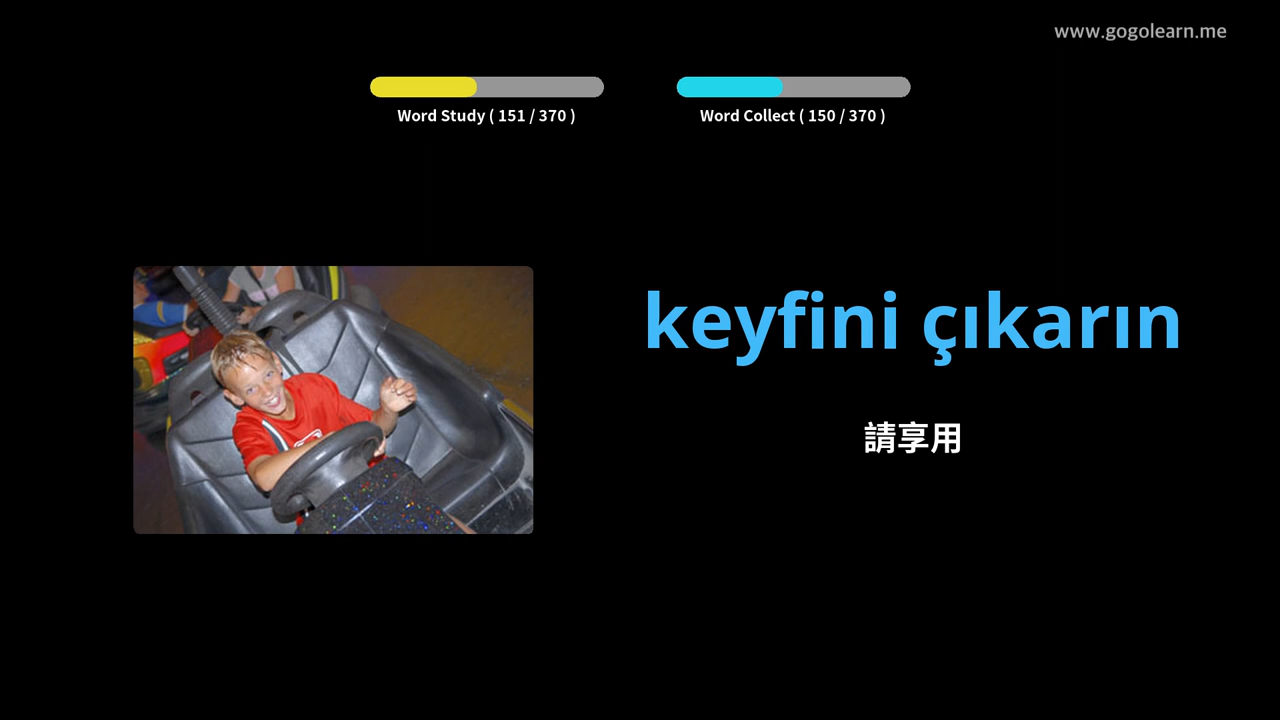 www.gogolearn.me
Word Study ( 151 / 370 )
Word Collect ( 150 / 370 )
keyfini çıkarın
請享用